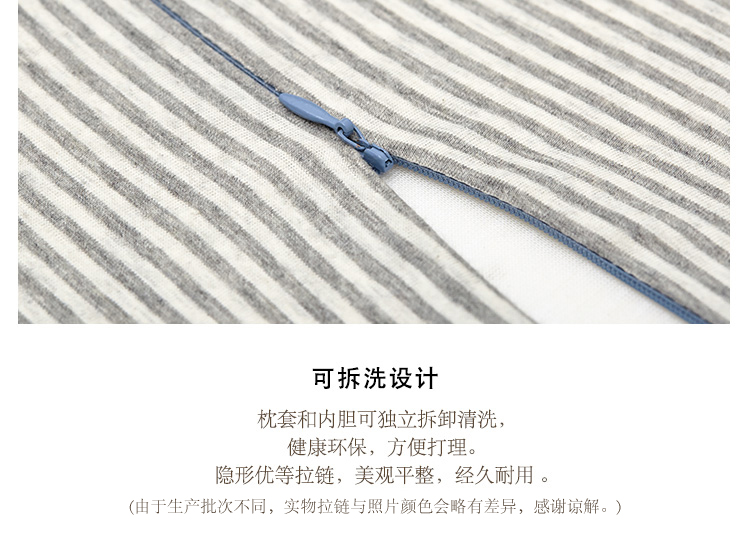 可拆洗设计
枕套和内胆可独立拆卸清洗，
健康环保，方便打理。
隐形优等拉链，美观平整，经久耐用 。
(由于生产批次不同，实物拉链与照片颜色会略有差异，感谢谅解。)